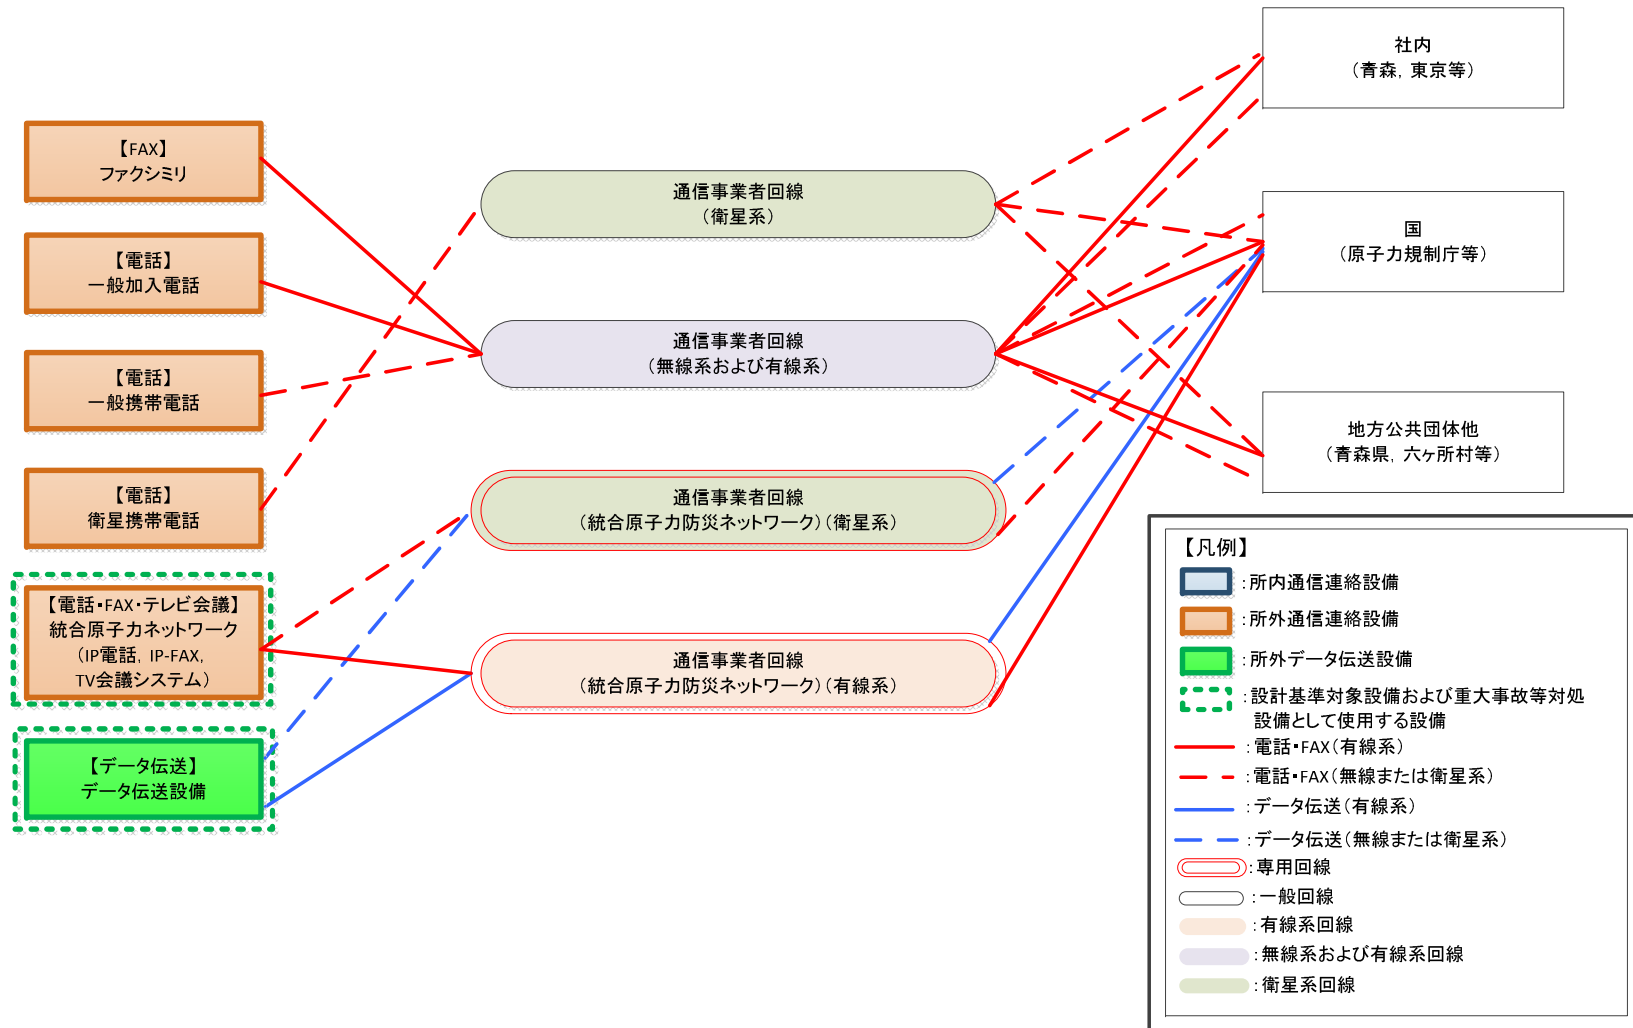 【FAX】
ファクシミリ
【電話】
一般加入電話
【電話】
一般携帯電話
【電話】
衛星携帯電話
【電話・FAX・テレビ会議】
統合原子力ネットワーク
（IP電話，IP-FAX，
TV会議システム）
【データ伝送】
データ伝送設備
通信事業者回線
（衛星系）
通信事業者回線
（無線系および有線系）
通信事業者回線
（統合原子力防災ネットワーク）（衛星系）
通信事業者回線
（統合原子力防災ネットワーク）（有線系）
社内
（青森，東京等）
国
（原子力規制庁等）
地方公共団体他
（青森県，六ヶ所村等）
【凡例】
：所内通信連絡設備
：所外通信連絡設備
：所外データ伝送設備
：設計基準対象設備および重大事故等対処
設備として使用する設備
：電話・FAX（有線系）
：電話・FAX（無線または衛星系）
：データ伝送（有線系）
：データ伝送（無線または衛星系）
：専用回線
：一般回線
：有線系回線
：無線系および有線系回線
：衛星系回線